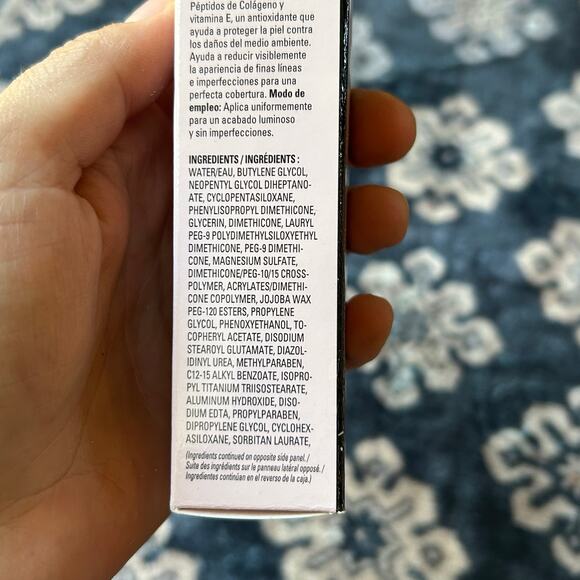 Péptidos de Colágeno y
vitamina E, un antioxidante que
ayuda a proteger la piel contra
los daños del medio ambiente.
Ayuda a reducir visiblemente
la apariencia de finas líneas
e imperfecciones para una
perfecta cobertura. Modo de
empleo: Aplica uniformemente
para un acabado luminoso
y sin imperfecciones.
INGREDIENTS / INGRÉDIENTS :
WATER/EAU, BUTYLENE GLYCOL,
NEOPENTYL GLYCOL DIHEPTANO-
ATE, CYCLOPENTASILOXANE,
PHENYLISOPROPYL DIMETHICONE,
GLYCERIN, DIMETHICONE, LAURYL
PEG-9 POLYDIMETHYLSILOXYETHYL
DIMETHICONE, PEG-9 DIMETHI-
CONE, MAGNESIUM SULFATE,
DIMETHICONE/PEG-10/15 CROSS-
POLYMER, ACRYLATES/DIMETHI-
CONE COPOLYMER, JOJOBA WAX
PEG-120 ESTERS, PROPYLENE
GLYCOL, PHENOXYETHANOL, TO-
COPHERYL ACETATE, DISODIUM
STEAROYL GLUTAMATE, DIAZOL-
IDINYL UREA, METHYLPARABEN,
C12-15 ALKYL BENZOATE, ISOPRO-
PYL TITANIUM TRIISOSTEARATE,
ALUMINUM HYDROXIDE, DISO-
DIUM EDTA, PROPYLPARABEN,
DIPROPYLENE GLYCOL, CYCLOHEX-
ASILOXANE, SORBITAN LAURATE,
(Ingredients continued on opposite side panel. /
Suite des ingrédients sur le panneau latéral opposé. /
Ingredientes continúan en el reverso de la caja.)